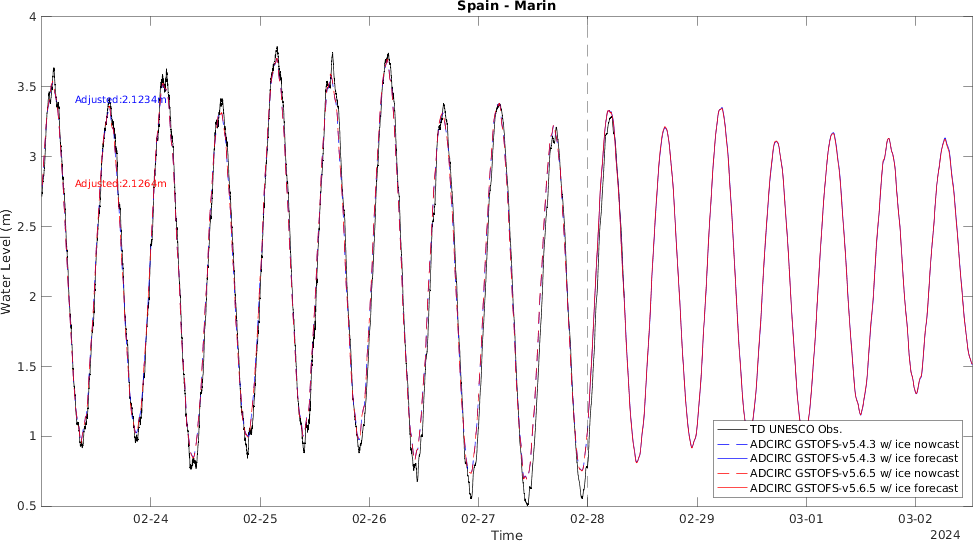 Spain - Marin
4
3.5
3
2.5
2
1.5
1
0.5
Water Level (m)
Adjusted:2.1234m
Adjusted:2.1264m
TD UNESCO Obs.
ADCIRC GSTOFS-v5.4.3 w/ ice nowcast
ADCIRC GSTOFS-v5.4.3 w/ ice forecast
ADCIRC GSTOFS-v5.6.5 w/ ice nowcast
ADCIRC GSTOFS-v5.6.5 w/ ice forecast
02-24 02-25 02-26 02-27 02-28 02-29 03-01 03-02
Time
2024